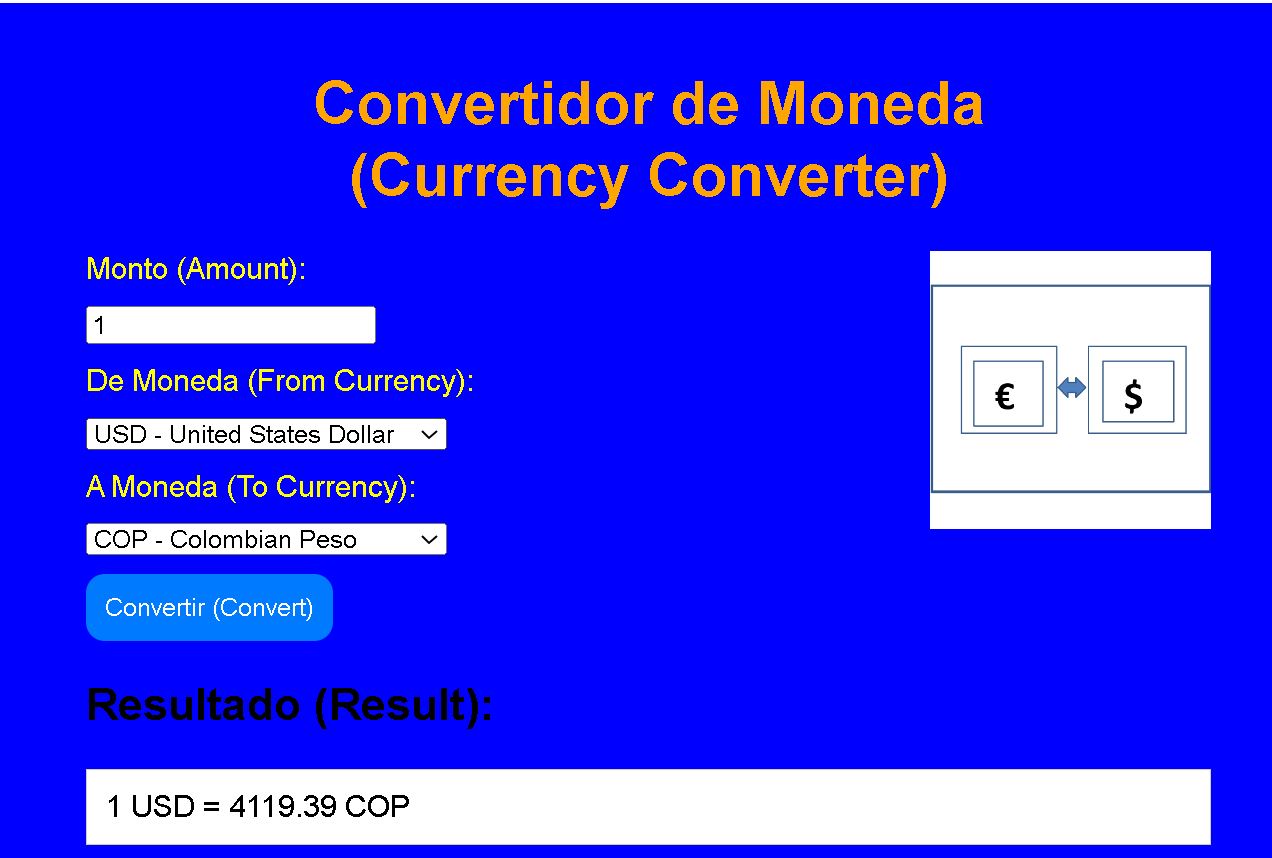 Convertidor de Moneda
(Currency Converter)
Monto (Amount):
1
De Moneda (From Currency):
USD - United States Dollar
A Moneda (To Currency):
COP - Colombian Peso
Convertir (Convert)
€ $
Resultado (Result):
1 USD = 4119.39 COP